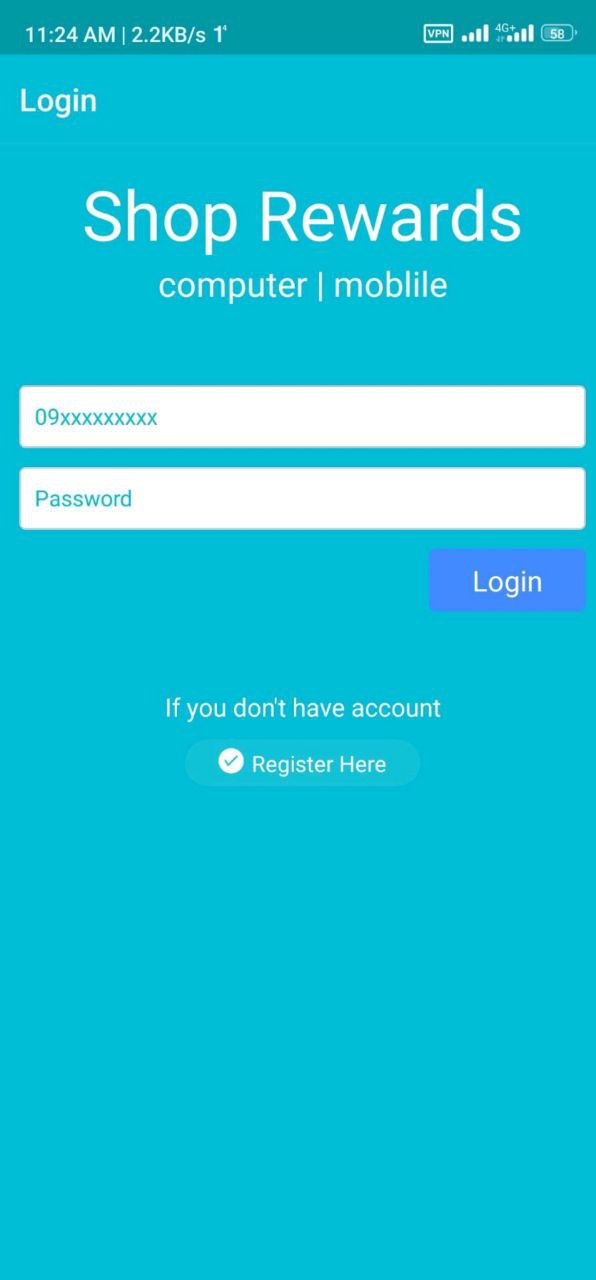 11:24 AM | 2.2KB/s
VPN 4G+ 58
Login
Shop Rewards
computer | moblile
09xxxxxxxxx
Password
Login
If you don't have account
Register Here